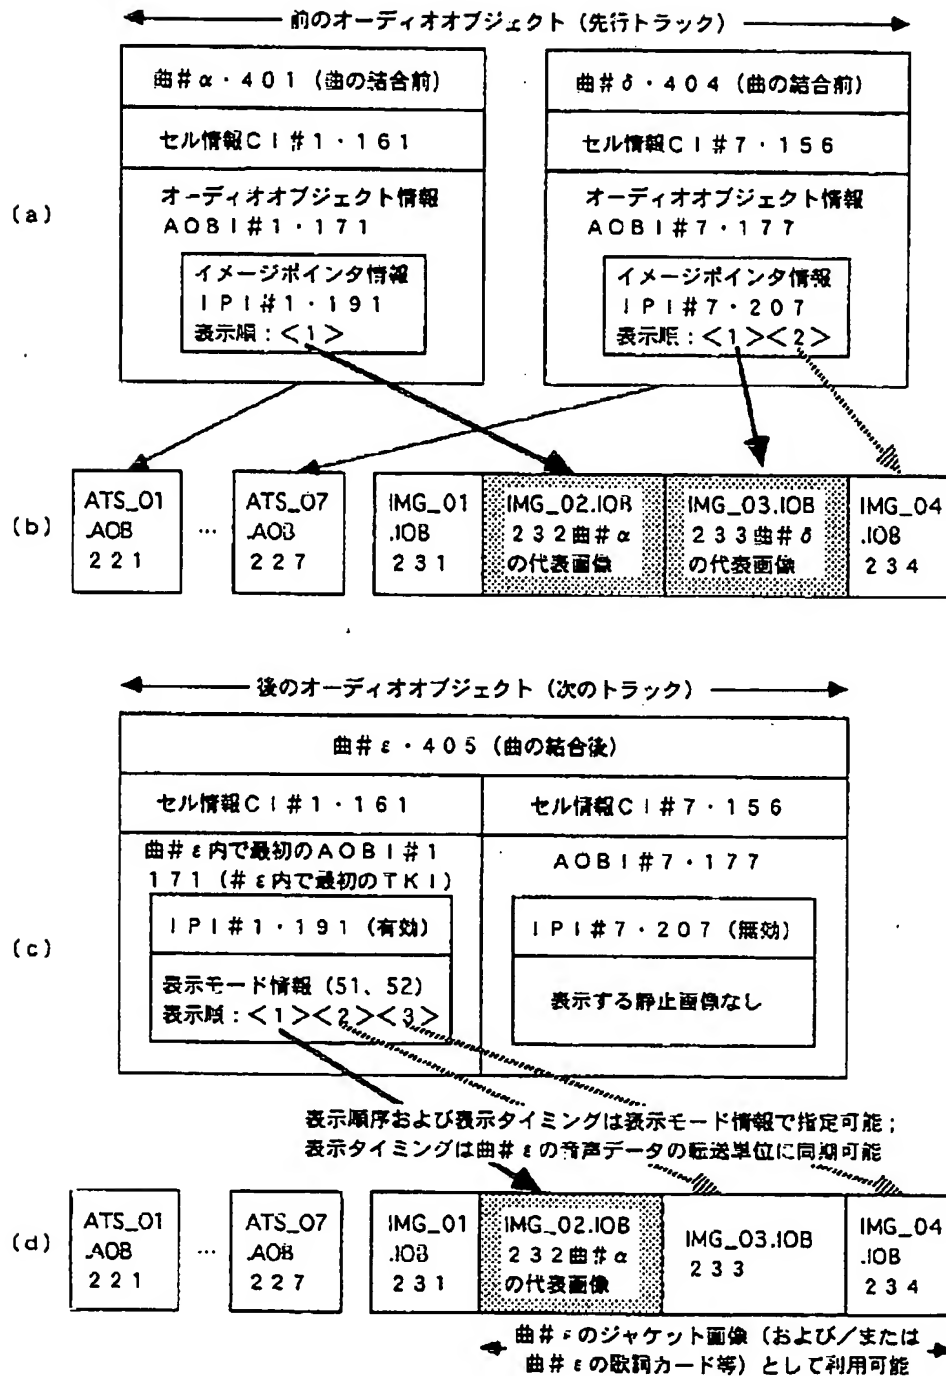 前のオーディオオブジェクト（先行トラック）
曲＃α・４０１（曲の結合前）
セル情報ＣＩ＃１・１６１
オーディオオブジェクト情報
ＡＯＢＩ＃１・１７１
イメージポインタ情報
ＩＰＩ＃１・１９１
表示順：＜１＞
曲＃δ・４０４（曲の結合前）
セル情報ＣＩ＃７・１５６
オーディオオブジェクト情報
ＡＯＢＩ＃７・１７７
イメージポインタ情報
ＩＰＩ＃７・２０７
表示順：＜１＞＜２＞
(a)
(b)
ATS_01
.AOB
２２１
…
ATS_07
.AOB
２２７
IMG_01
.IOB
２３１
IMG_02.IOB
２３２曲＃α
の代表画像
IMG_03.IOB
２３３曲＃δ
の代表画像
IMG_04
.IOB
２３４
後のオーディオオブジェクト（次のトラック）
曲＃ε・４０５（曲の結合後）
セル情報ＣＩ＃１・１６１
曲＃ε内で最初のＡＯＢＩ＃１
１７１（＃ε内で最初のＴＫＩ）
ＩＰＩ＃１・１９１（有効）
表示モード情報（51、52）
表示順：＜１＞＜２＞＜３＞
セル情報ＣＩ＃７・１５６
ＡＯＢＩ＃７・１７７
ＩＰＩ＃７・２０７（無効）
表示する静止画像なし
(c)
表示順序および表示タイミングは表示モード情報で指定可能；
表示タイミングは曲＃εの音声データの転送単位に同期可能
(d)
ATS_01
.AOB
２２１
…
ATS_07
.AOB
２２７
IMG_01
.IOB
２３１
IMG_02.IOB
２３２曲＃α
の代表画像
IMG_03.IOB
２３３
IMG_04
.IOB
２３４
曲＃εのジャケット画像（および／または
曲＃εの歌詞カード等）として利用可能